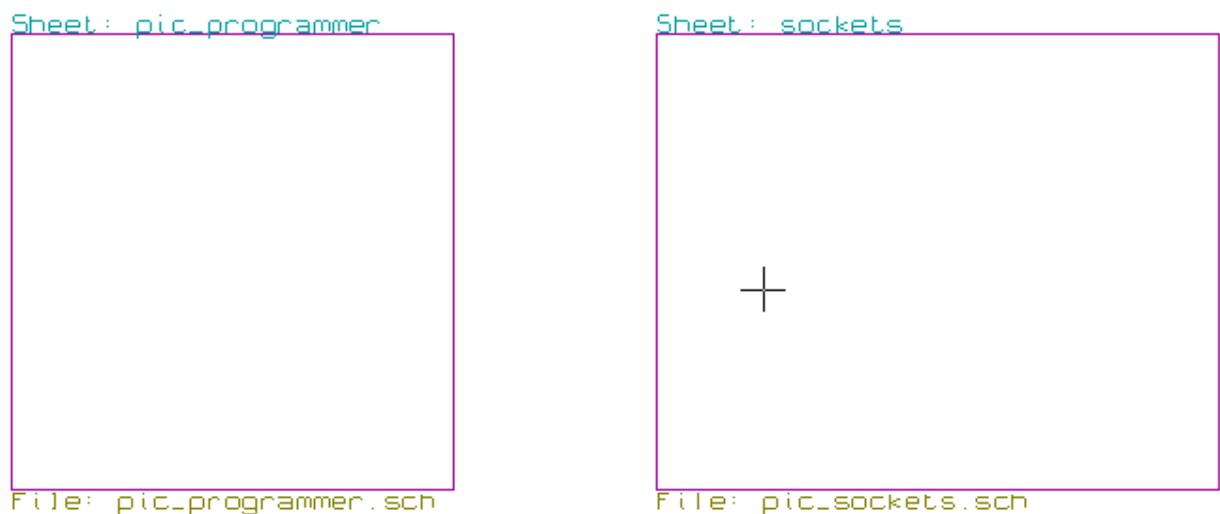 Sheet: pic_programmer
Sheet: sockets
File: pic_programmer.sch
File: pic_sockets.sch